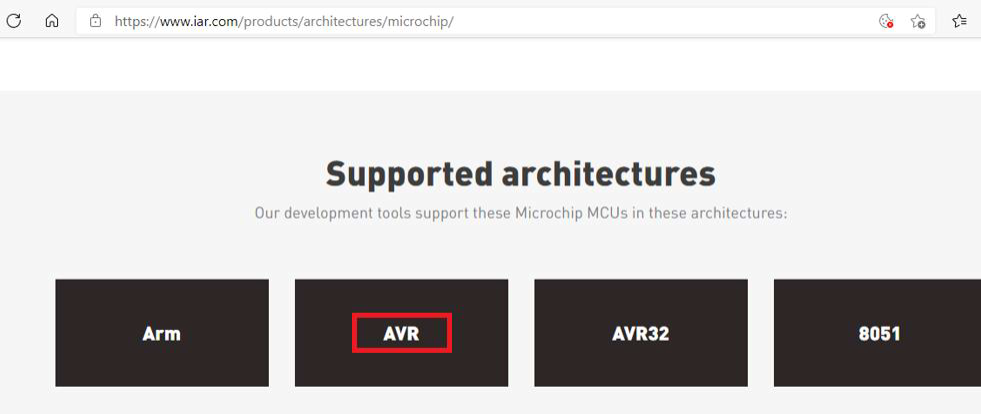 https://www.iar.com/products/architectures/microchip/
Supported architectures
Our development tools support these Microchip MCUs in these architectures:
Arm
AVR
AVR32
8051